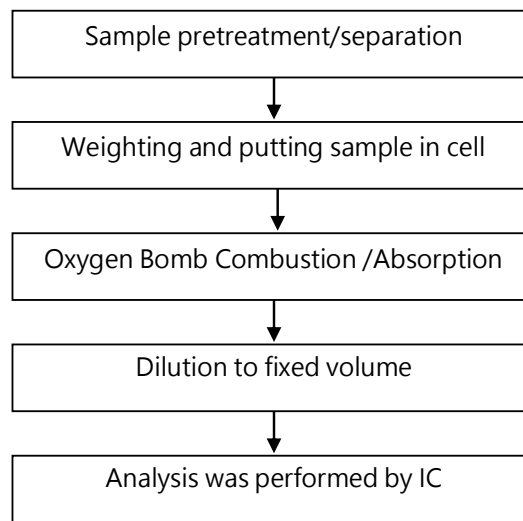 Sample pretreatment/separation
Weighting and putting sample in cell
Oxygen Bomb Combustion /Absorption
Dilution to fixed volume
Analysis was performed by IC